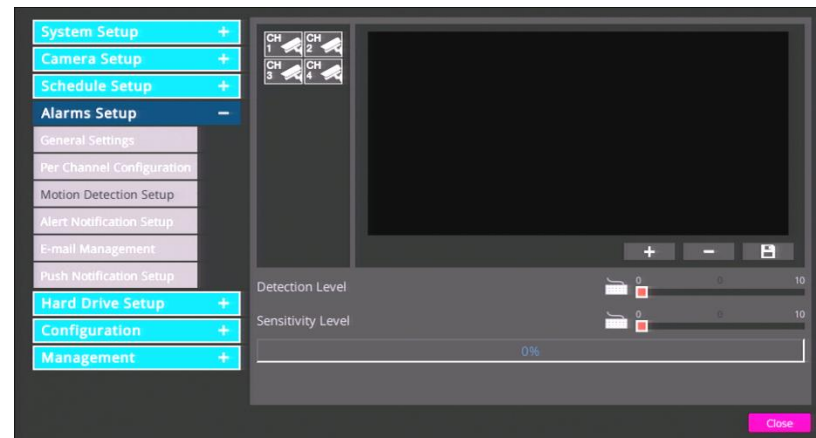 System Setup +
Camera Setup +
Schedule Setup +
Alarms Setup −
General Settings
Per Channel Configuration
Motion Detection Setup
Alert Notification Setup
E-mail Management
Push Notification Setup
Hard Drive Setup +
Configuration +
Management +
CH 1 CH 2
CH 3 CH 4
+ −
Detection Level 0 0 10
Sensitivity Level 0 0 10
0%
Close